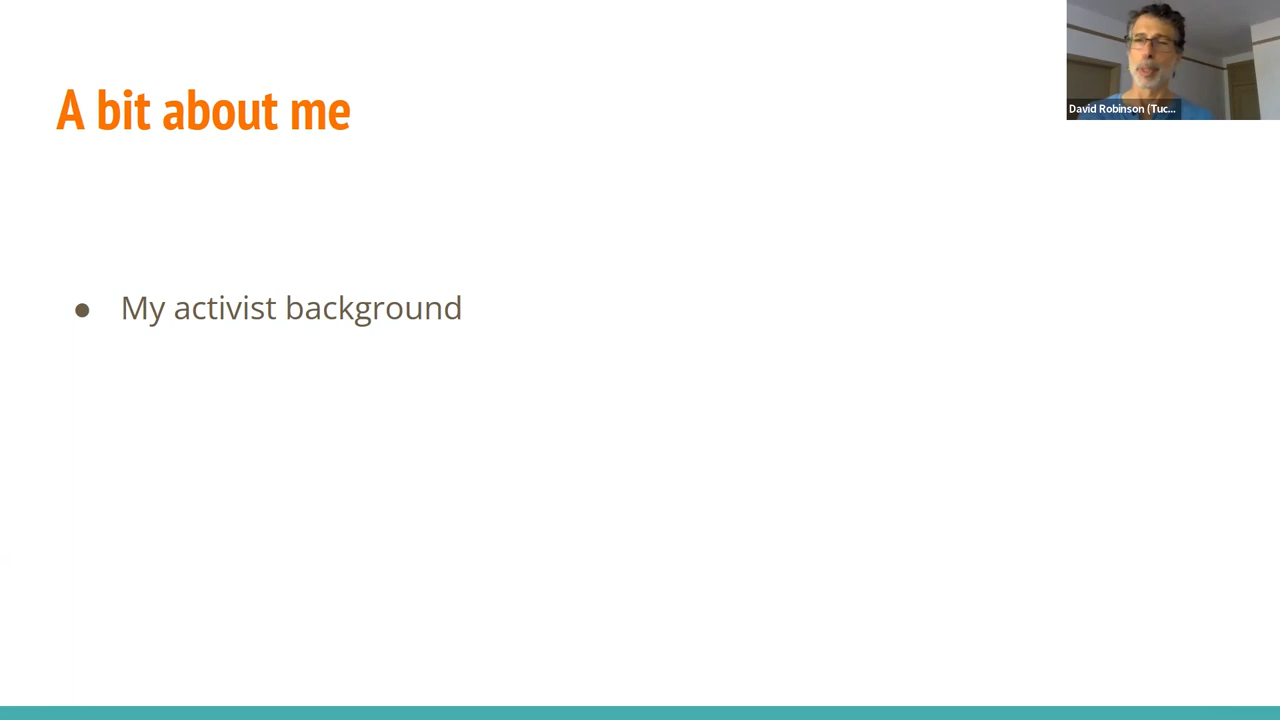 A bit about me
David Robinson (Tuc...
● My activist background